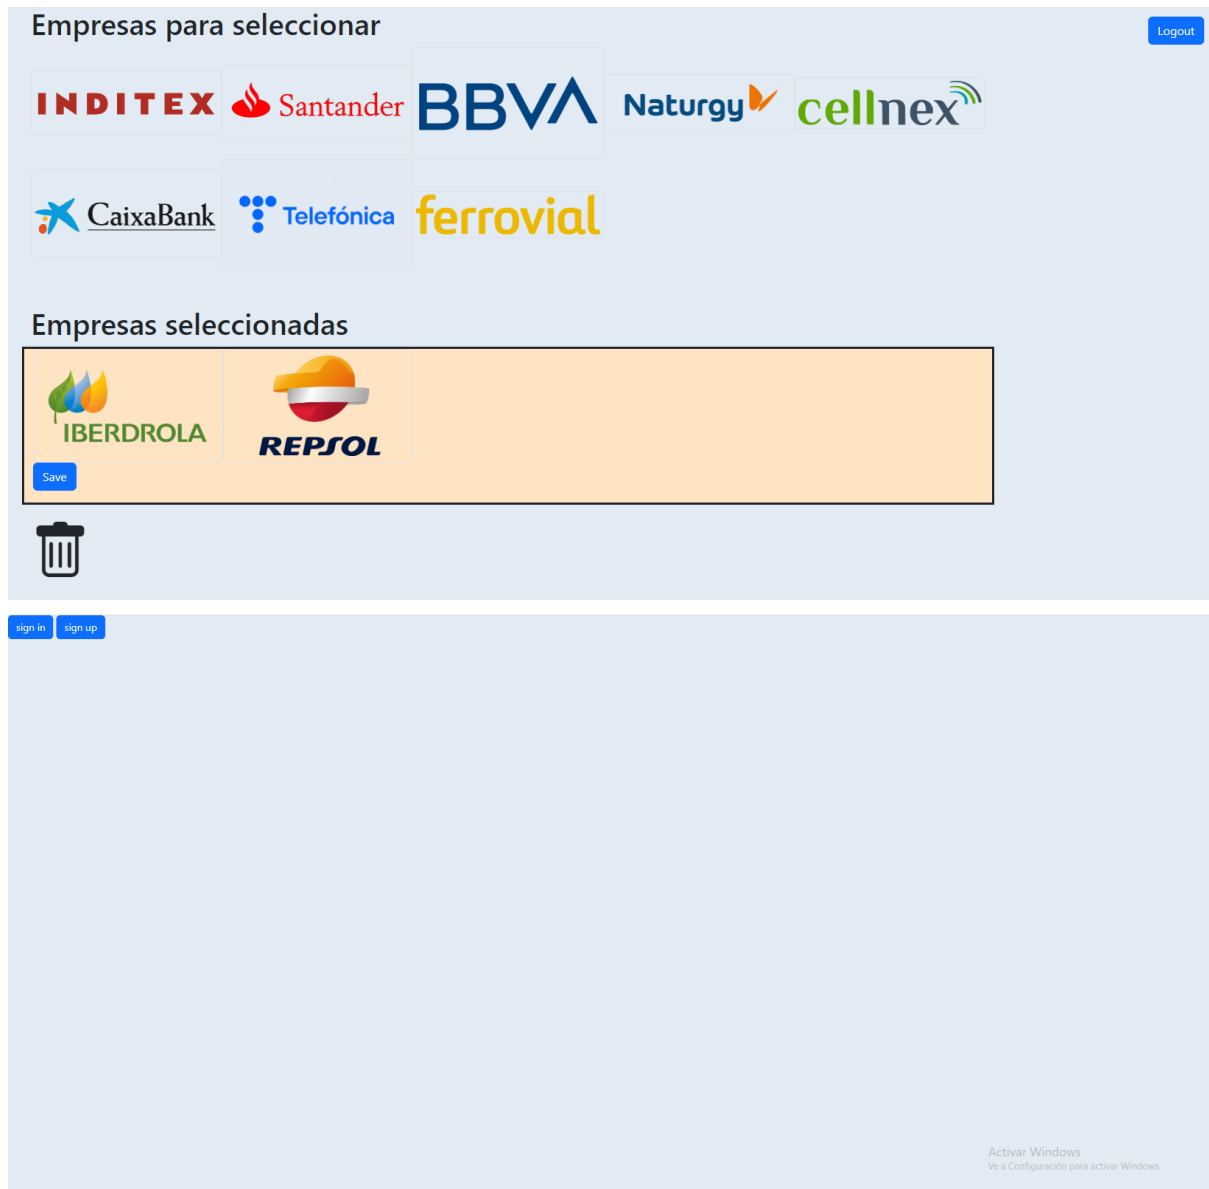 Empresas para seleccionar
Logout
INDITEX
Santander
BBVA
Naturgy
cellnex
CaixaBank
Telefónica
ferrovial
Empresas seleccionadas
IBERDROLA
REPSOL
Save
sign in
sign up
Activar Windows
Ve a Configuración para activar Windows.